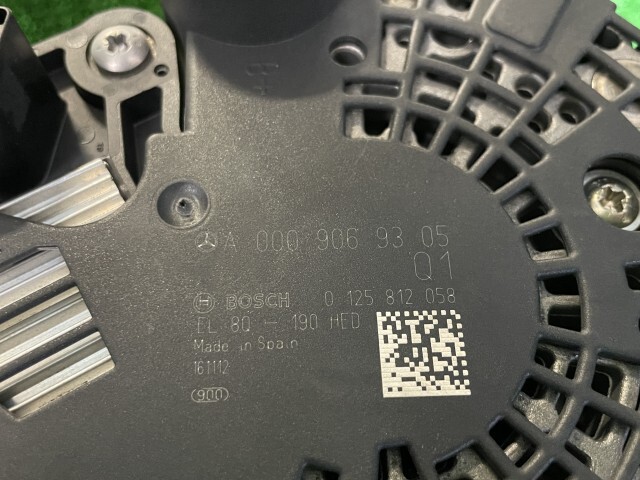 B+
A 000 906 93 05
Q1
BOSCH 0 125 812 058
EL 8Q – 190 HED
Made in Spain
161112
900